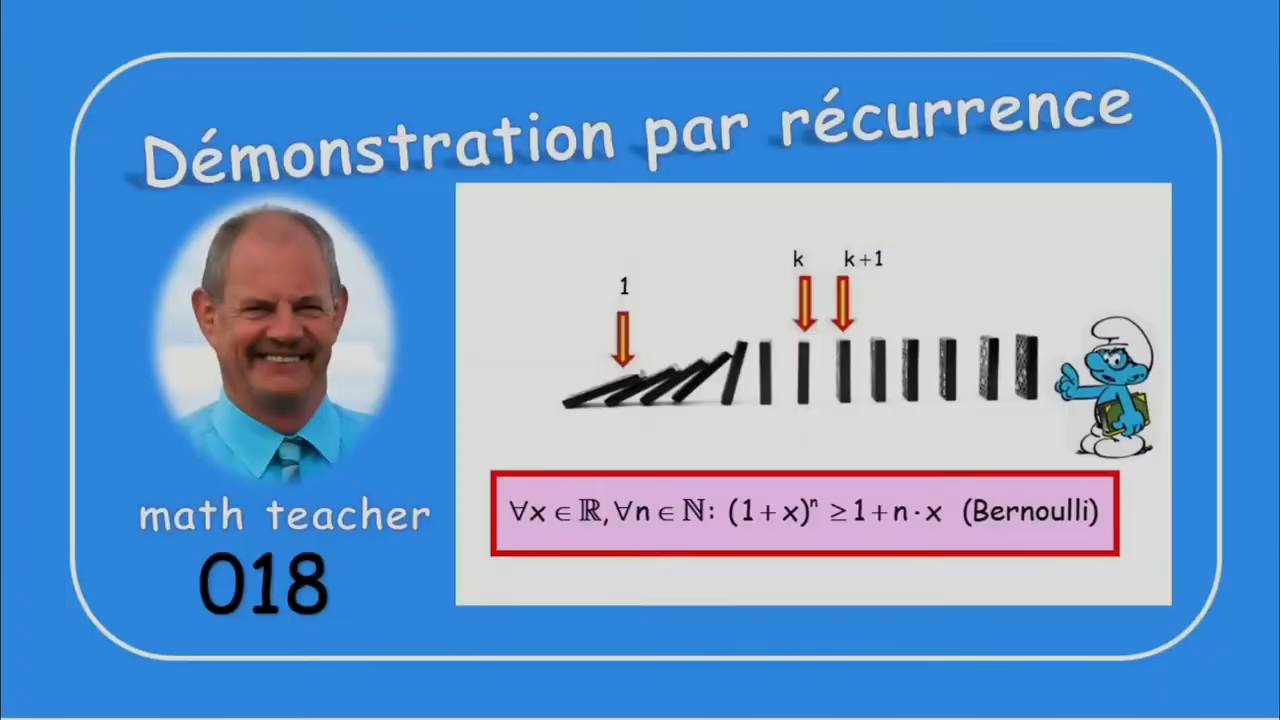 Démonstration par récurrence
k k+1
1
∀x∈ℝ,∀n∈ℕ: (1+x)ⁿ ≥1+n·x (Bernoulli)
math teacher
018